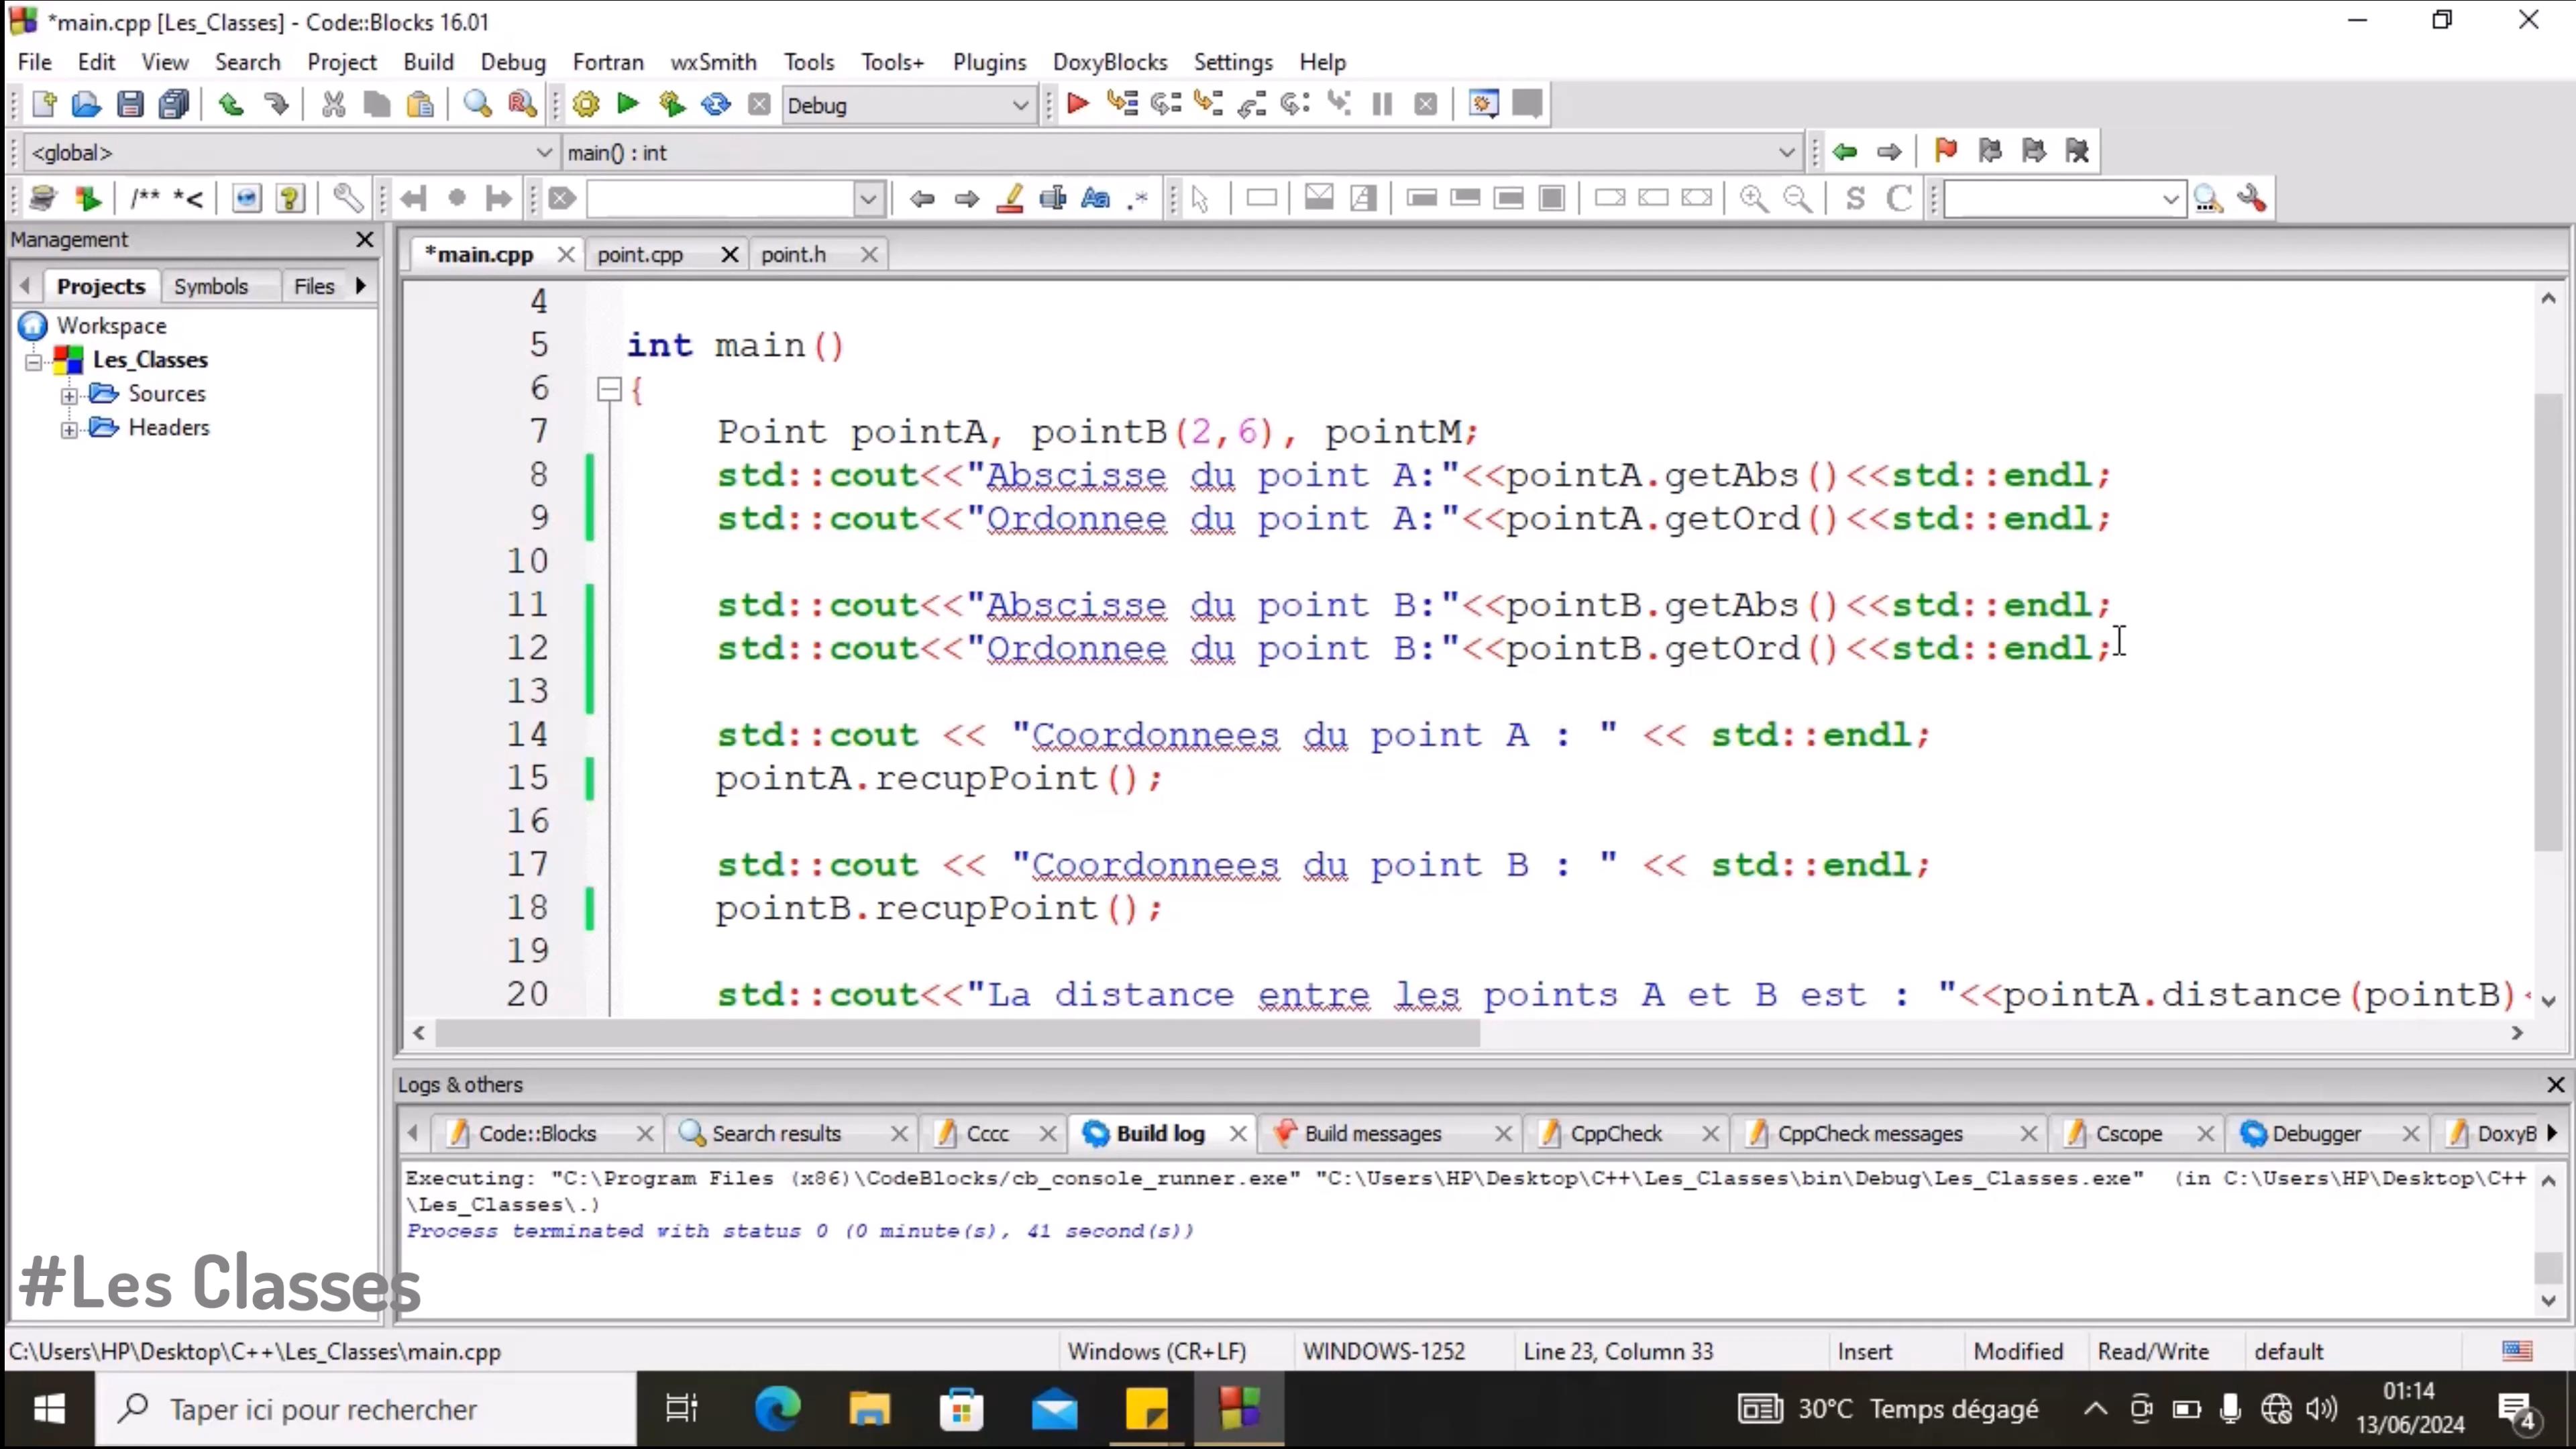 *main.cpp [Les_Classes] - Code::Blocks 16.01
File Edit View Search Project Build Debug Fortran wxSmith Tools Tools+ Plugins DoxyBlocks Settings Help
Debug
<global> main() : int
/** *< Aa .* S C
Management
*main.cpp point.cpp point.h
Projects Symbols Files
Workspace
Les_Classes
Sources
Headers
4
5 int main()
6 {
7 Point pointA, pointB(2,6), pointM;
8 std::cout<<"Abscisse du point A:"<<pointA.getAbs()<<std::endl;
9 std::cout<<"Ordonnee du point A:"<<pointA.getOrd()<<std::endl;
10
11 std::cout<<"Abscisse du point B:"<<pointB.getAbs()<<std::endl;
12 std::cout<<"Ordonnee du point B:"<<pointB.getOrd()<<std::endl;
13
14 std::cout << "Coordonnees du point A : " << std::endl;
15 pointA.recupPoint();
16
17 std::cout << "Coordonnees du point B : " << std::endl;
18 pointB.recupPoint();
19
20 std::cout<<"La distance entre les points A et B est : "<<pointA.distance(pointB)<
Logs & others
Code::Blocks Search results Cccc Build log Build messages CppCheck CppCheck messages Cscope Debugger DoxyB
Executing: "C:\Program Files (x86)\CodeBlocks/cb_console_runner.exe" "C:\Users\HP\Desktop\C++\Les_Classes\bin\Debug\Les_Classes.exe" (in C:\Users\HP\Desktop\C++
\Les_Classes\.)
Process terminated with status 0 (0 minute(s), 41 second(s))
#Les Classes
C:\Users\HP\Desktop\C++\Les_Classes\main.cpp Windows (CR+LF) WINDOWS-1252 Line 23, Column 33 Insert Modified Read/Write default
Taper ici pour rechercher
30°C Temps dégagé
01:14
13/06/2024
4